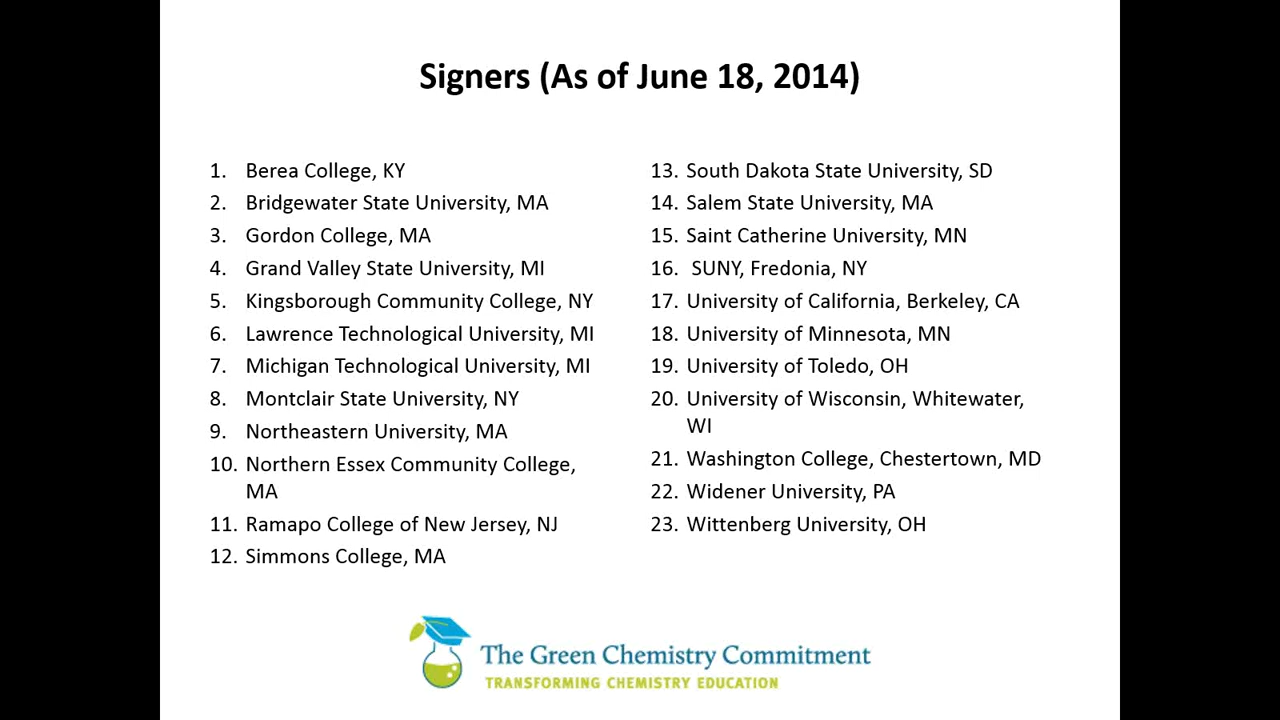 Signers (As of June 18, 2014)
1. Berea College, KY
2. Bridgewater State University, MA
3. Gordon College, MA
4. Grand Valley State University, MI
5. Kingsborough Community College, NY
6. Lawrence Technological University, MI
7. Michigan Technological University, MI
8. Montclair State University, NY
9. Northeastern University, MA
10. Northern Essex Community College,
MA
11. Ramapo College of New Jersey, NJ
12. Simmons College, MA
13. South Dakota State University, SD
14. Salem State University, MA
15. Saint Catherine University, MN
16. SUNY, Fredonia, NY
17. University of California, Berkeley, CA
18. University of Minnesota, MN
19. University of Toledo, OH
20. University of Wisconsin, Whitewater,
WI
21. Washington College, Chestertown, MD
22. Widener University, PA
23. Wittenberg University, OH
The Green Chemistry Commitment
TRANSFORMING CHEMISTRY EDUCATION